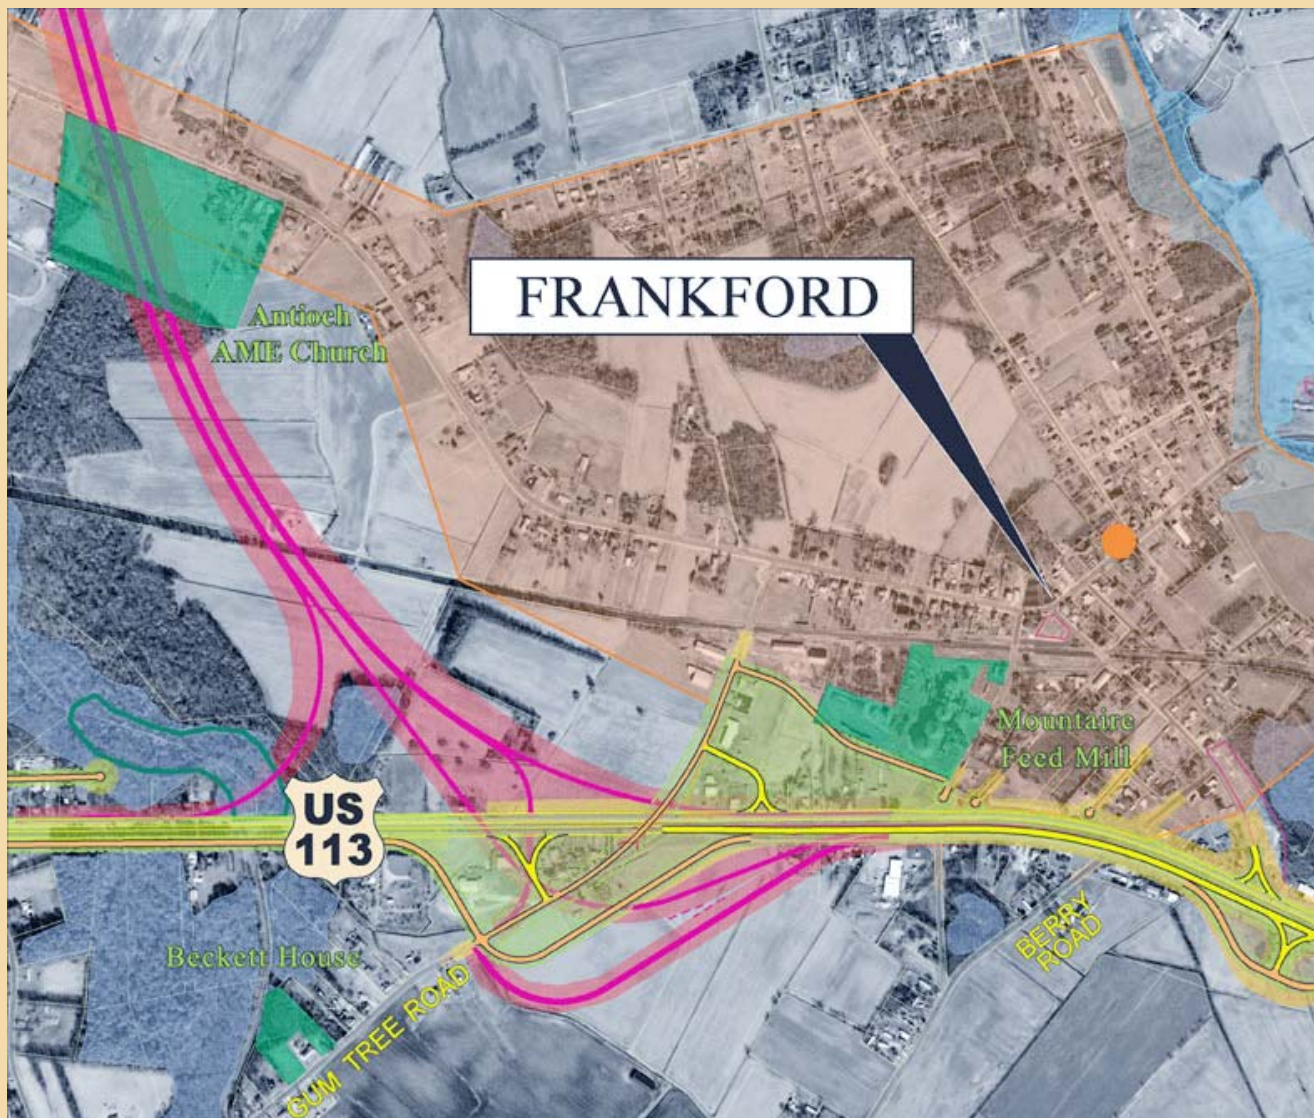 FRANKFORD
Antioch
AME Church
Mountaire
Feed Mill
US
113
Beckett House
GUM TREE ROAD
BERRY
ROAD